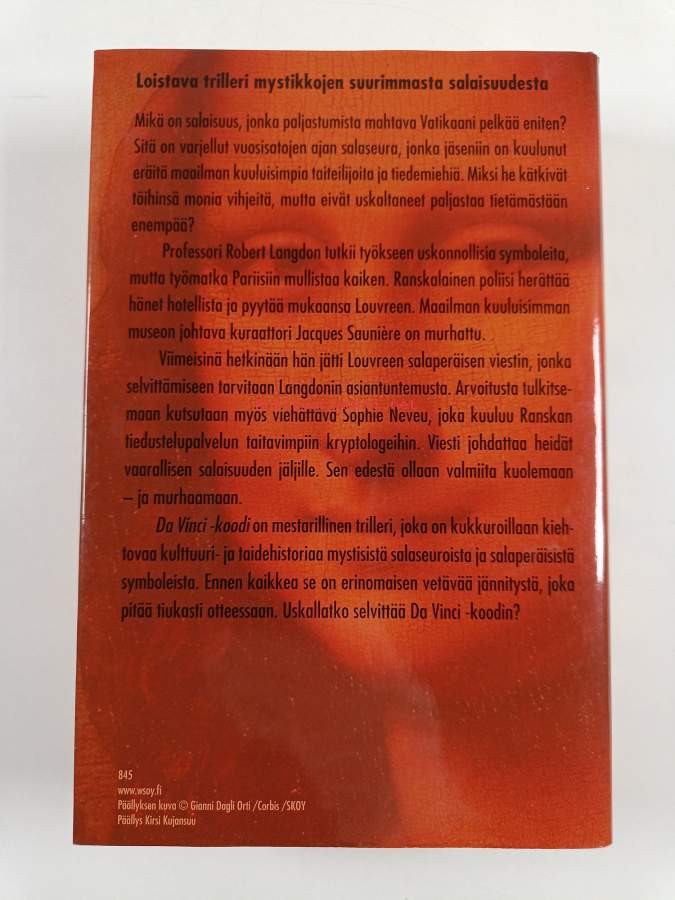 Loistava trilleri mystikkojen suurimmasta salaisuudesta
Mikä on salaisuus, jonka paljastumista mahtava Vatikaani pelkää eniten?
Sitä on varjellut vuosisatojen ajan salaseura, jonka jäseniin on kuulunut
eräitä maailman kuuluisimpia taiteilijoita ja tiedemiehiä. Miksi he kätkivät
töihinsä monia vihjeitä, mutta eivät uskaltaneet paljastaa tietämästään
enempää?
Professori Robert Langdon tutkii työkseen uskonnollisia symboleita,
mutta työmatka Pariisiin mullistaa kaiken. Ranskalainen poliisi herättää
hänet hotellista ja pyytää mukaansa Louvreen. Maailman kuuluisimman
museon johtava kuraattori Jacques Saunière on murhattu.
Viimeisinä hetkinään hän jätti Louvreen salaperäisen viestin, jonka
selvittämiseen tarvitaan Langdonin asiantuntemusta. Arvoitusta tulkitse-
maan kutsutaan myös viehättävä Sophie Neveu, joka kuuluu Ranskan
tiedustelupalvelun taitavimpiin kryptologeihin. Viesti johdattaa heidät
vaarallisen salaisuuden jäljille. Sen edestä ollaan valmiita kuolemaan
– ja murhaamaan.
Da Vinci -koodi on mestarillinen trilleri, joka on kukkuroillaan kieh-
tovaa kulttuuri- ja taidehistoriaa mystisistä salaseuroista ja salaperäisistä
symboleista. Ennen kaikkea se on erinomaisen vetävää jännitystä, joka
pitää tiukasti otteessaan. Uskallatko selvittää Da Vinci -koodin?
845
www.wsoy.fi
Päällyksen kuva © Gianni Dagli Orti /Corbis /SKOY
Päällys Kirsi Kujansuu